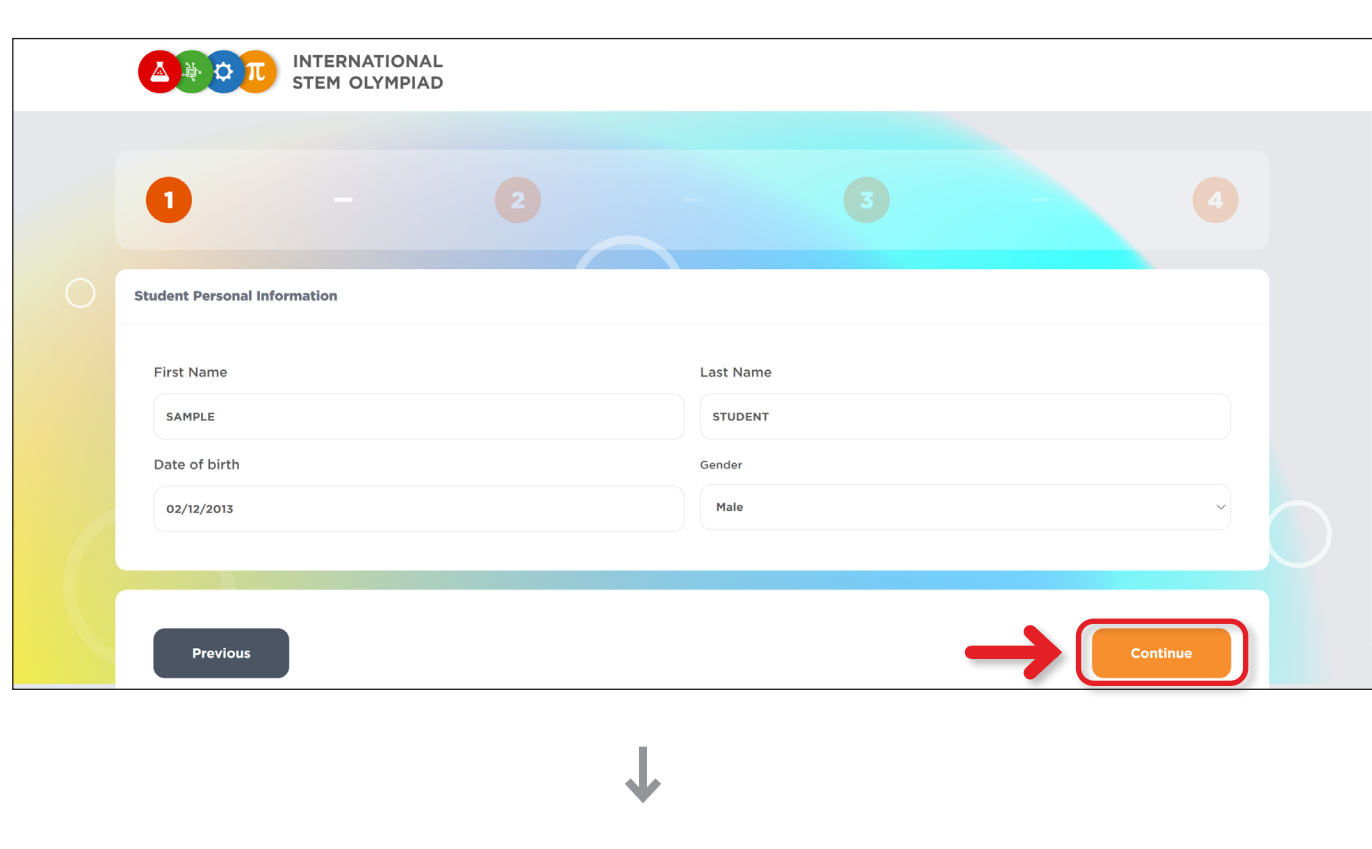 π
INTERNATIONAL
STEM OLYMPIAD
1
2
3
4
Student Personal Information
First Name
Last Name
SAMPLE
STUDENT
Date of birth
Gender
02/12/2013
Male
Previous
Continue